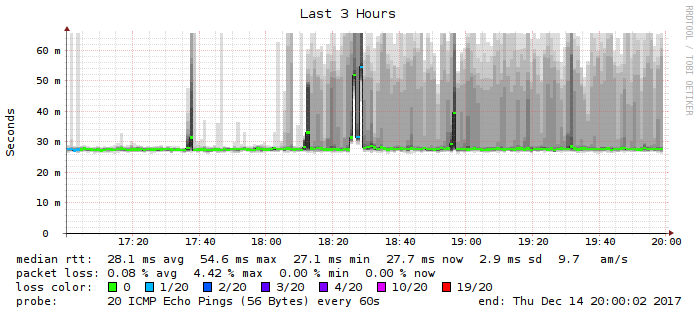 Last 3 Hours
RRDTOOL / TOBI OETIKER
Seconds
60 m
50 m
40 m
30 m
20 m
10 m
0
17:20 17:40 18:00 18:20 18:40 19:00 19:20 19:40 20:00
median rtt: 28.1 ms avg 54.6 ms max 27.1 ms min 27.7 ms now 2.9 ms sd 9.7 am/s
packet loss: 0.08 % avg 4.42 % max 0.00 % min 0.00 % now
loss color: 0 1/20 2/20 3/20 4/20 10/20 19/20
probe: 20 ICMP Echo Pings (56 Bytes) every 60s end: Thu Dec 14 20:00:02 2017